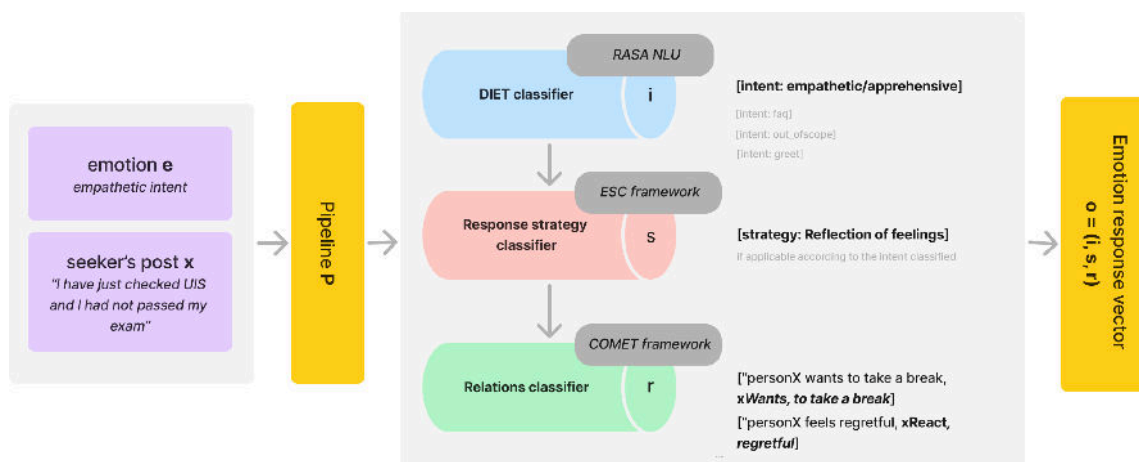 emotion e
empathetic intent
seeker's post x
"I have just checked UIS
and I had not passed my
exam"
Pipeline P
RASA NLU
DIET classifier
i
[intent: empathetic/apprehensive]
[intent: faq]
[intent: out_ofscope]
[intent: greet]
ESC framework
Response strategy
classifier
s
[strategy: Reflection of feelings]
if applicable according to the intent classified
COMET framework
Relations classifier
r
["personX wants to take a break,
xWants, to take a break]
["personX feels regretful, xReact,
regretful]
Emotion response vector
o = (i, s, r)